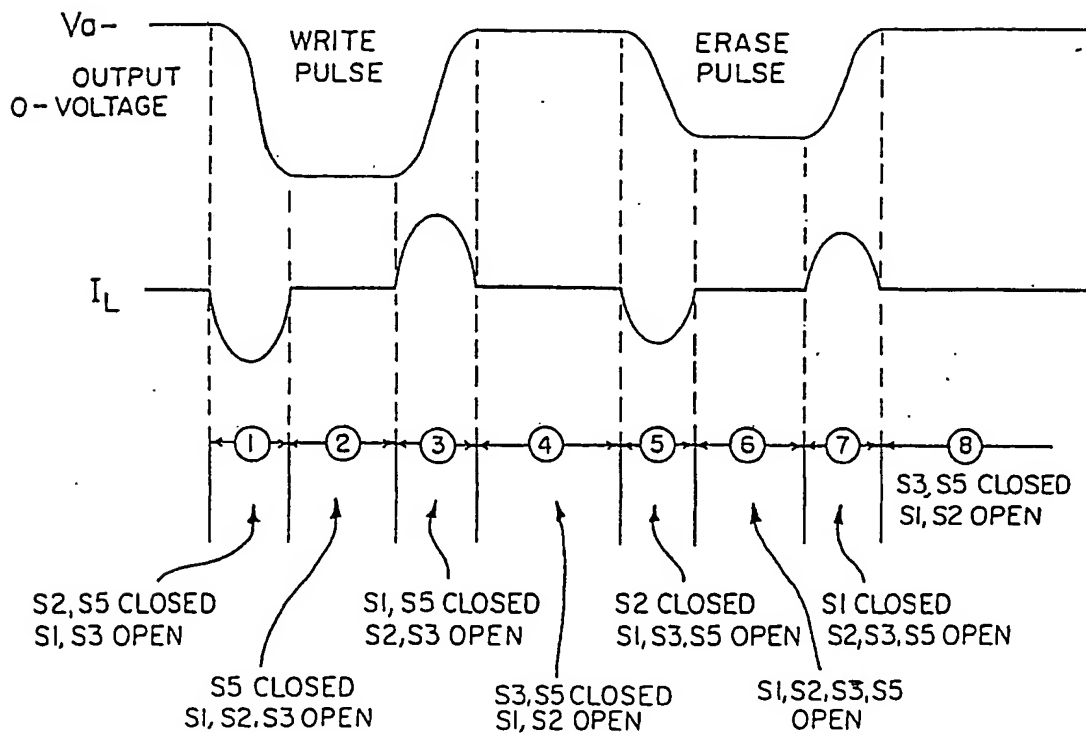 Va-
WRITE
PULSE
ERASE
PULSE
OUTPUT
0-VOLTAGE
IL
1
2
3
4
5
6
7
8
S3, S5 CLOSED
S1, S2 OPEN
S2, S5 CLOSED
S1, S3 OPEN
S1, S5 CLOSED
S2, S3 OPEN
S2 CLOSED
S1, S3, S5 OPEN
S1 CLOSED
S2, S3, S5 OPEN
S5 CLOSED
S1, S2, S3 OPEN
S3, S5 CLOSED
S1, S2 OPEN
S1, S2, S3, S5
OPEN